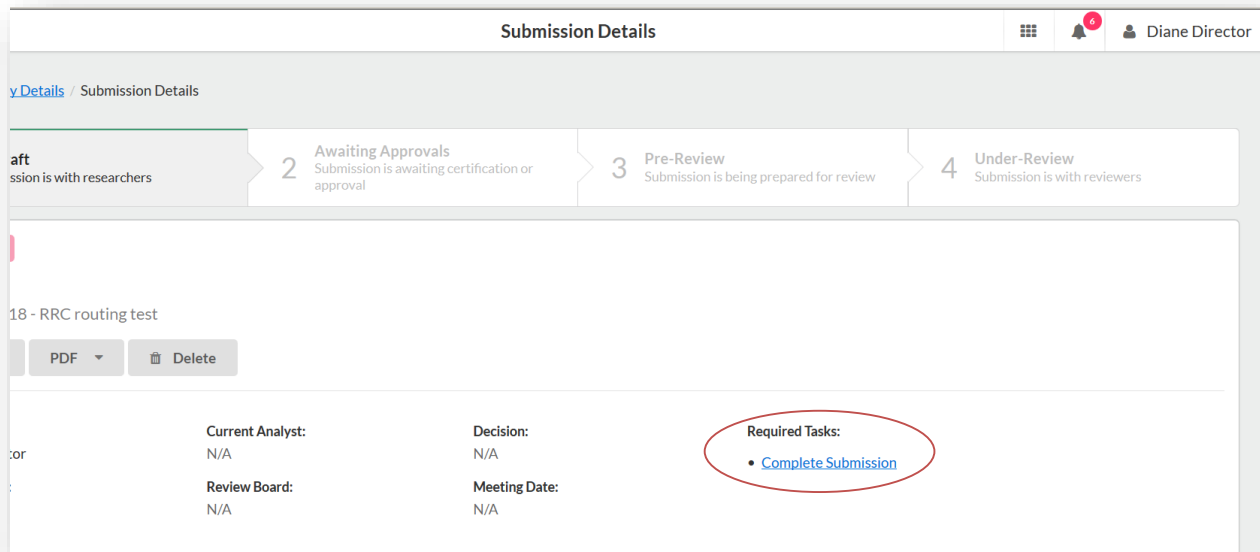 Submission Details
6
Diane Director
y Details / Submission Details
aft
ssion is with researchers
2
Awaiting Approvals
Submission is awaiting certification or
approval
3
Pre-Review
Submission is being prepared for review
4
Under-Review
Submission is with reviewers
18 - RRC routing test
PDF
Delete
Current Analyst:
Decision:
Required Tasks:
tor
N/A
N/A
• Complete Submission
:
Review Board:
Meeting Date:
N/A
N/A